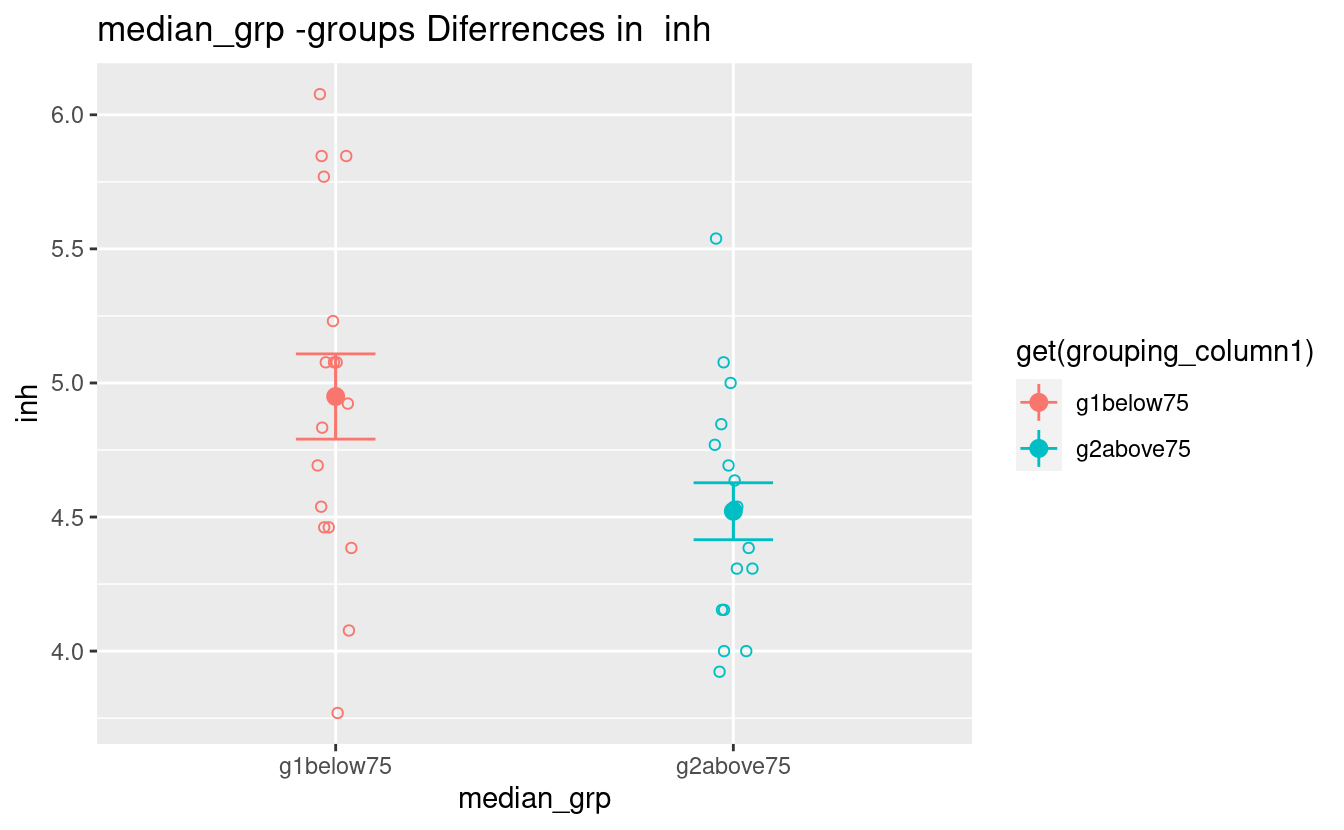 median_grp -groups Diferrences in  inh
6.0
5.5
5.0
4.5
4.0
inh
g1below75
g2above75
median_grp
get(grouping_column1)
g1below75
g2above75